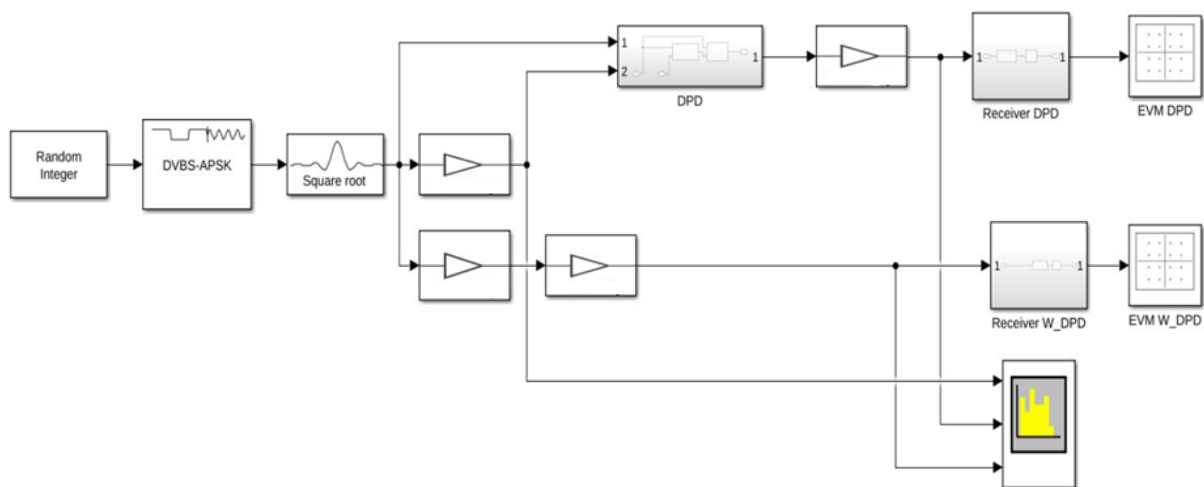 1
2
1
DPD
1
1
Receiver DPD
EVM DPD
Random
Integer
DVBS-APSK
Square root
1
1
Receiver W_DPD
EVM W_DPD